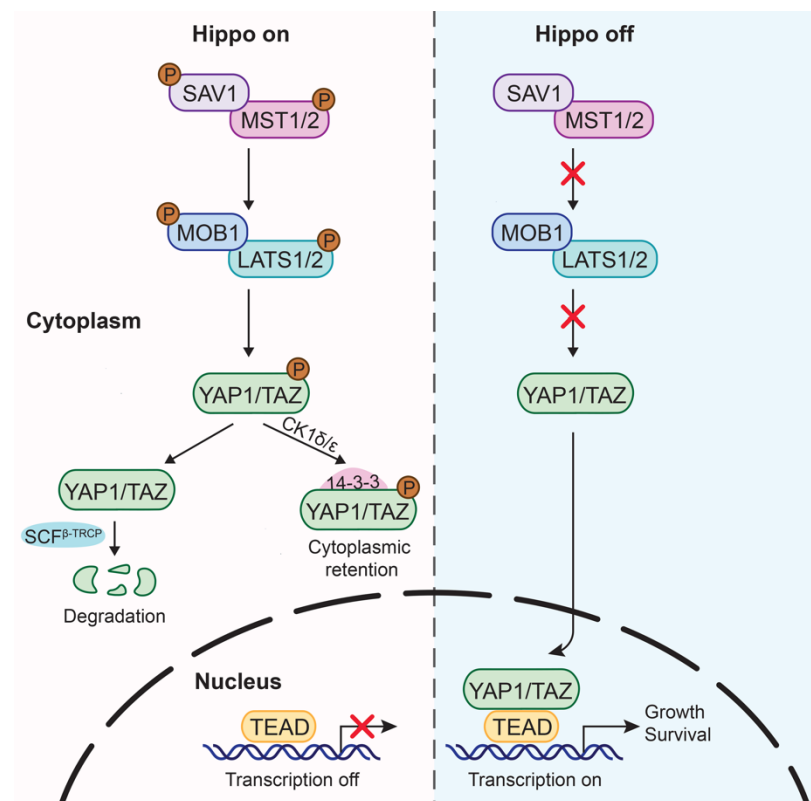 Hippo on
P
SAV1
P
MST1/2
P
MOB1
P
LATS1/2
Cytoplasm
P
YAP1/TAZ
CK1δ/ε
YAP1/TAZ
14-3-3
P
YAP1/TAZ
SCFβ-TRCP
Cytoplasmic
retention
Degradation
Nucleus
TEAD
Transcription off
Hippo off
SAV1
MST1/2
MOB1
LATS1/2
YAP1/TAZ
YAP1/TAZ
TEAD
Growth
Survival
Transcription on